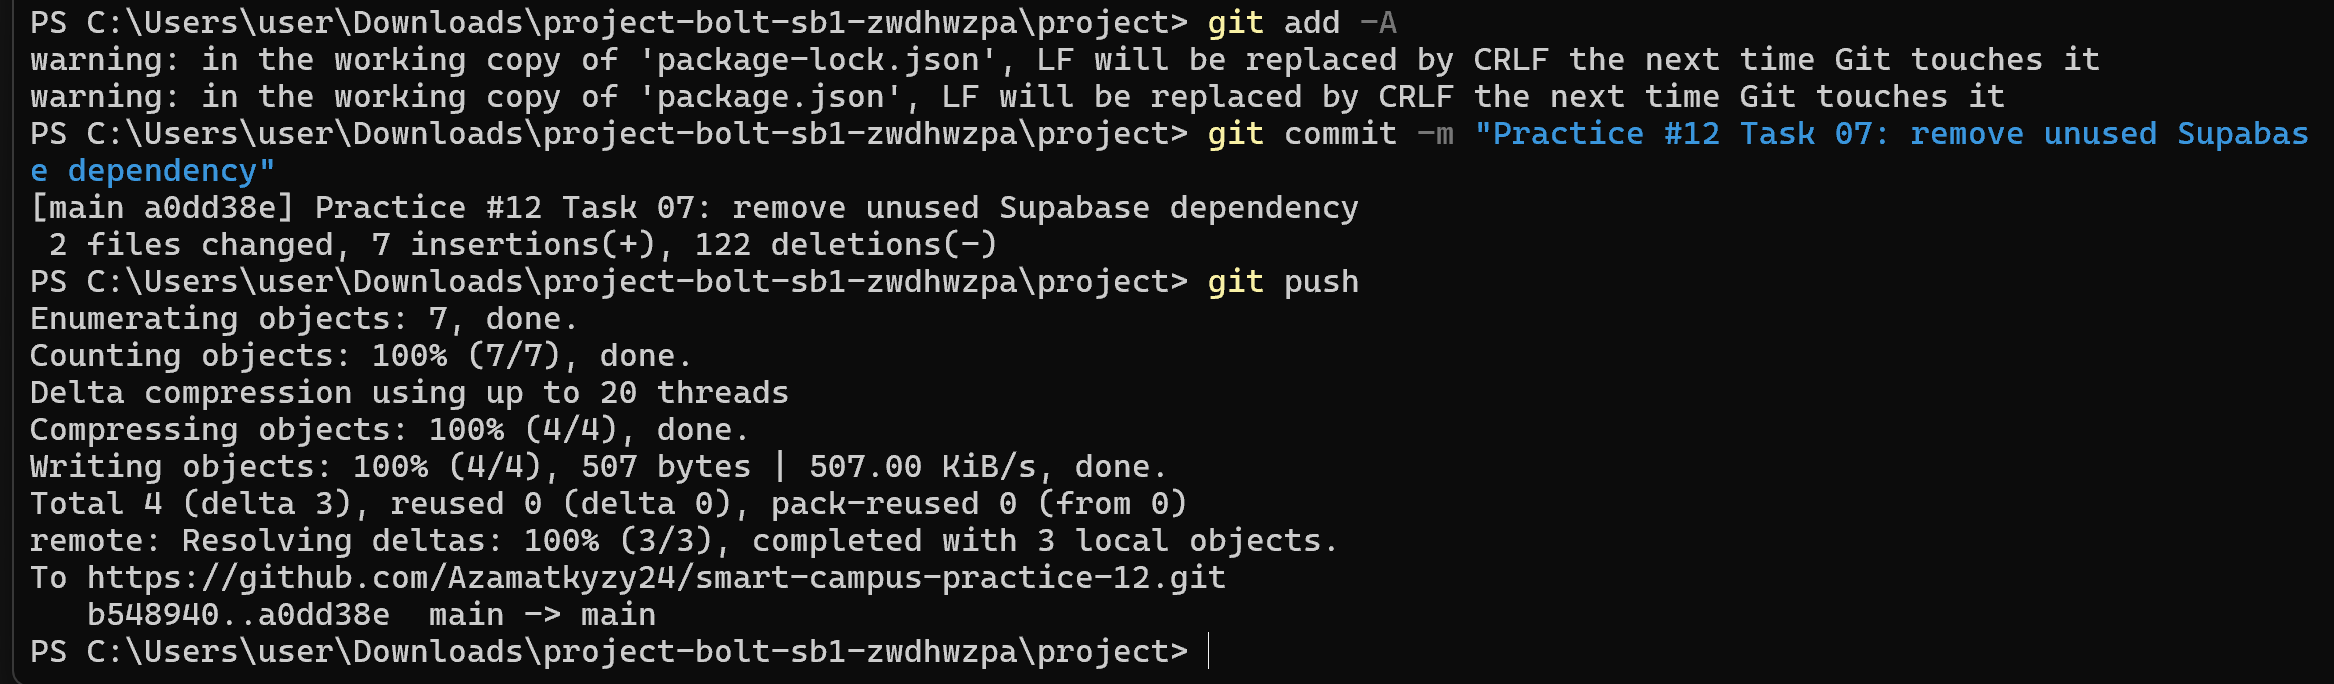 PS C:\Users\user\Downloads\project-bolt-sb1-zwdhwzpa\project> git add -A
warning: in the working copy of 'package-lock.json', LF will be replaced by CRLF the next time Git touches it
warning: in the working copy of 'package.json', LF will be replaced by CRLF the next time Git touches it
PS C:\Users\user\Downloads\project-bolt-sb1-zwdhwzpa\project> git commit -m "Practice #12 Task 07: remove unused Supabas
e dependency"
[main a0dd38e] Practice #12 Task 07: remove unused Supabase dependency
 2 files changed, 7 insertions(+), 122 deletions(-)
PS C:\Users\user\Downloads\project-bolt-sb1-zwdhwzpa\project> git push
Enumerating objects: 7, done.
Counting objects: 100% (7/7), done.
Delta compression using up to 20 threads
Compressing objects: 100% (4/4), done.
Writing objects: 100% (4/4), 507 bytes | 507.00 KiB/s, done.
Total 4 (delta 3), reused 0 (delta 0), pack-reused 0 (from 0)
remote: Resolving deltas: 100% (3/3), completed with 3 local objects.
To https://github.com/Azamatkyzy24/smart-campus-practice-12.git
   b548940..a0dd38e  main -> main
PS C:\Users\user\Downloads\project-bolt-sb1-zwdhwzpa\project>